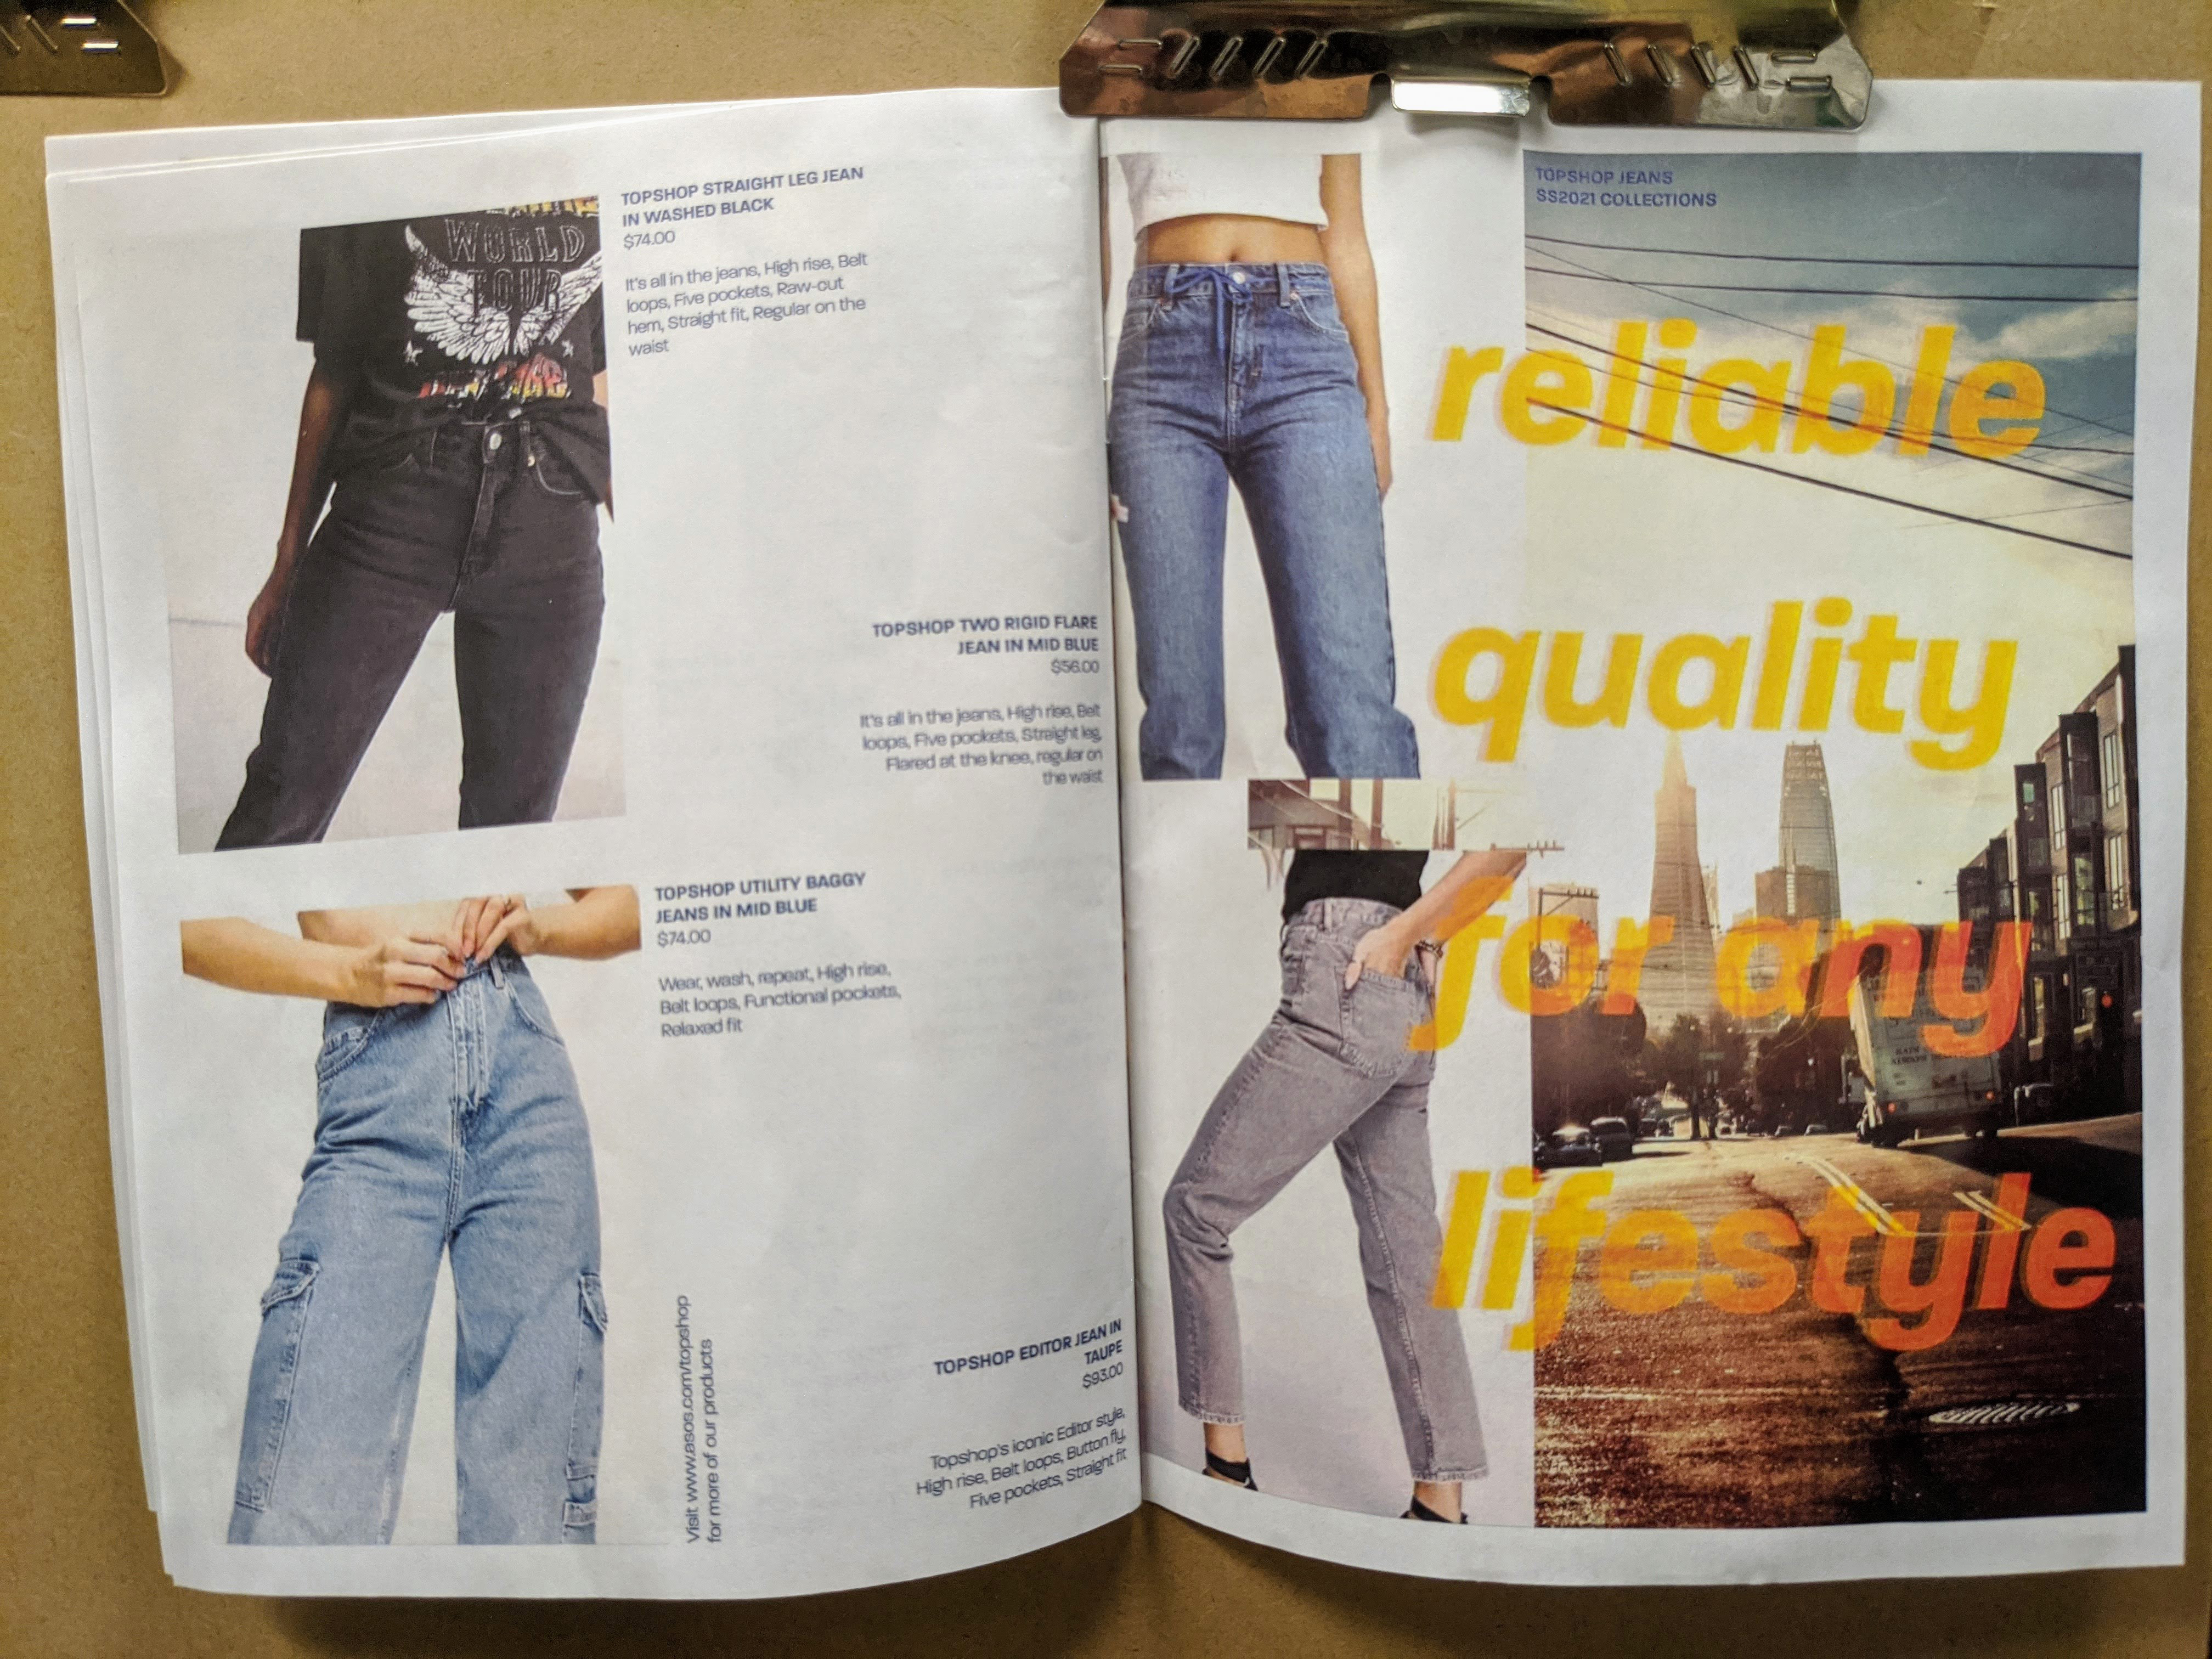 WORLD
TOUR
TOPSHOP STRAIGHT LEG JEAN
IN WASHED BLACK
$74.00
It's all in the jeans, High rise, Belt
loops, Five pockets, Raw-cut
hem, Straight fit, Regular on the
waist
TOPSHOP TWO RIGID FLARE
JEAN IN MID BLUE
$56.00
It's all in the jeans, High rise, Belt
loops, Five pockets, Straight leg,
Flared at the knee, regular on
the waist
TOPSHOP UTILITY BAGGY
JEANS IN MID BLUE
$74.00
Wear, wash, repeat, High rise,
Belt loops, Functional pockets,
Relaxed fit
Visit www.asos.com/topshop
for more of our products
TOPSHOP EDITOR JEAN IN
TAUPE
$93.00
Topshop's iconic Editor style,
High rise, Belt loops, Button fly,
Five pockets, Straight fit
TOPSHOP JEANS
SS2021 COLLECTIONS
reliable
quality
for any
lifestyle